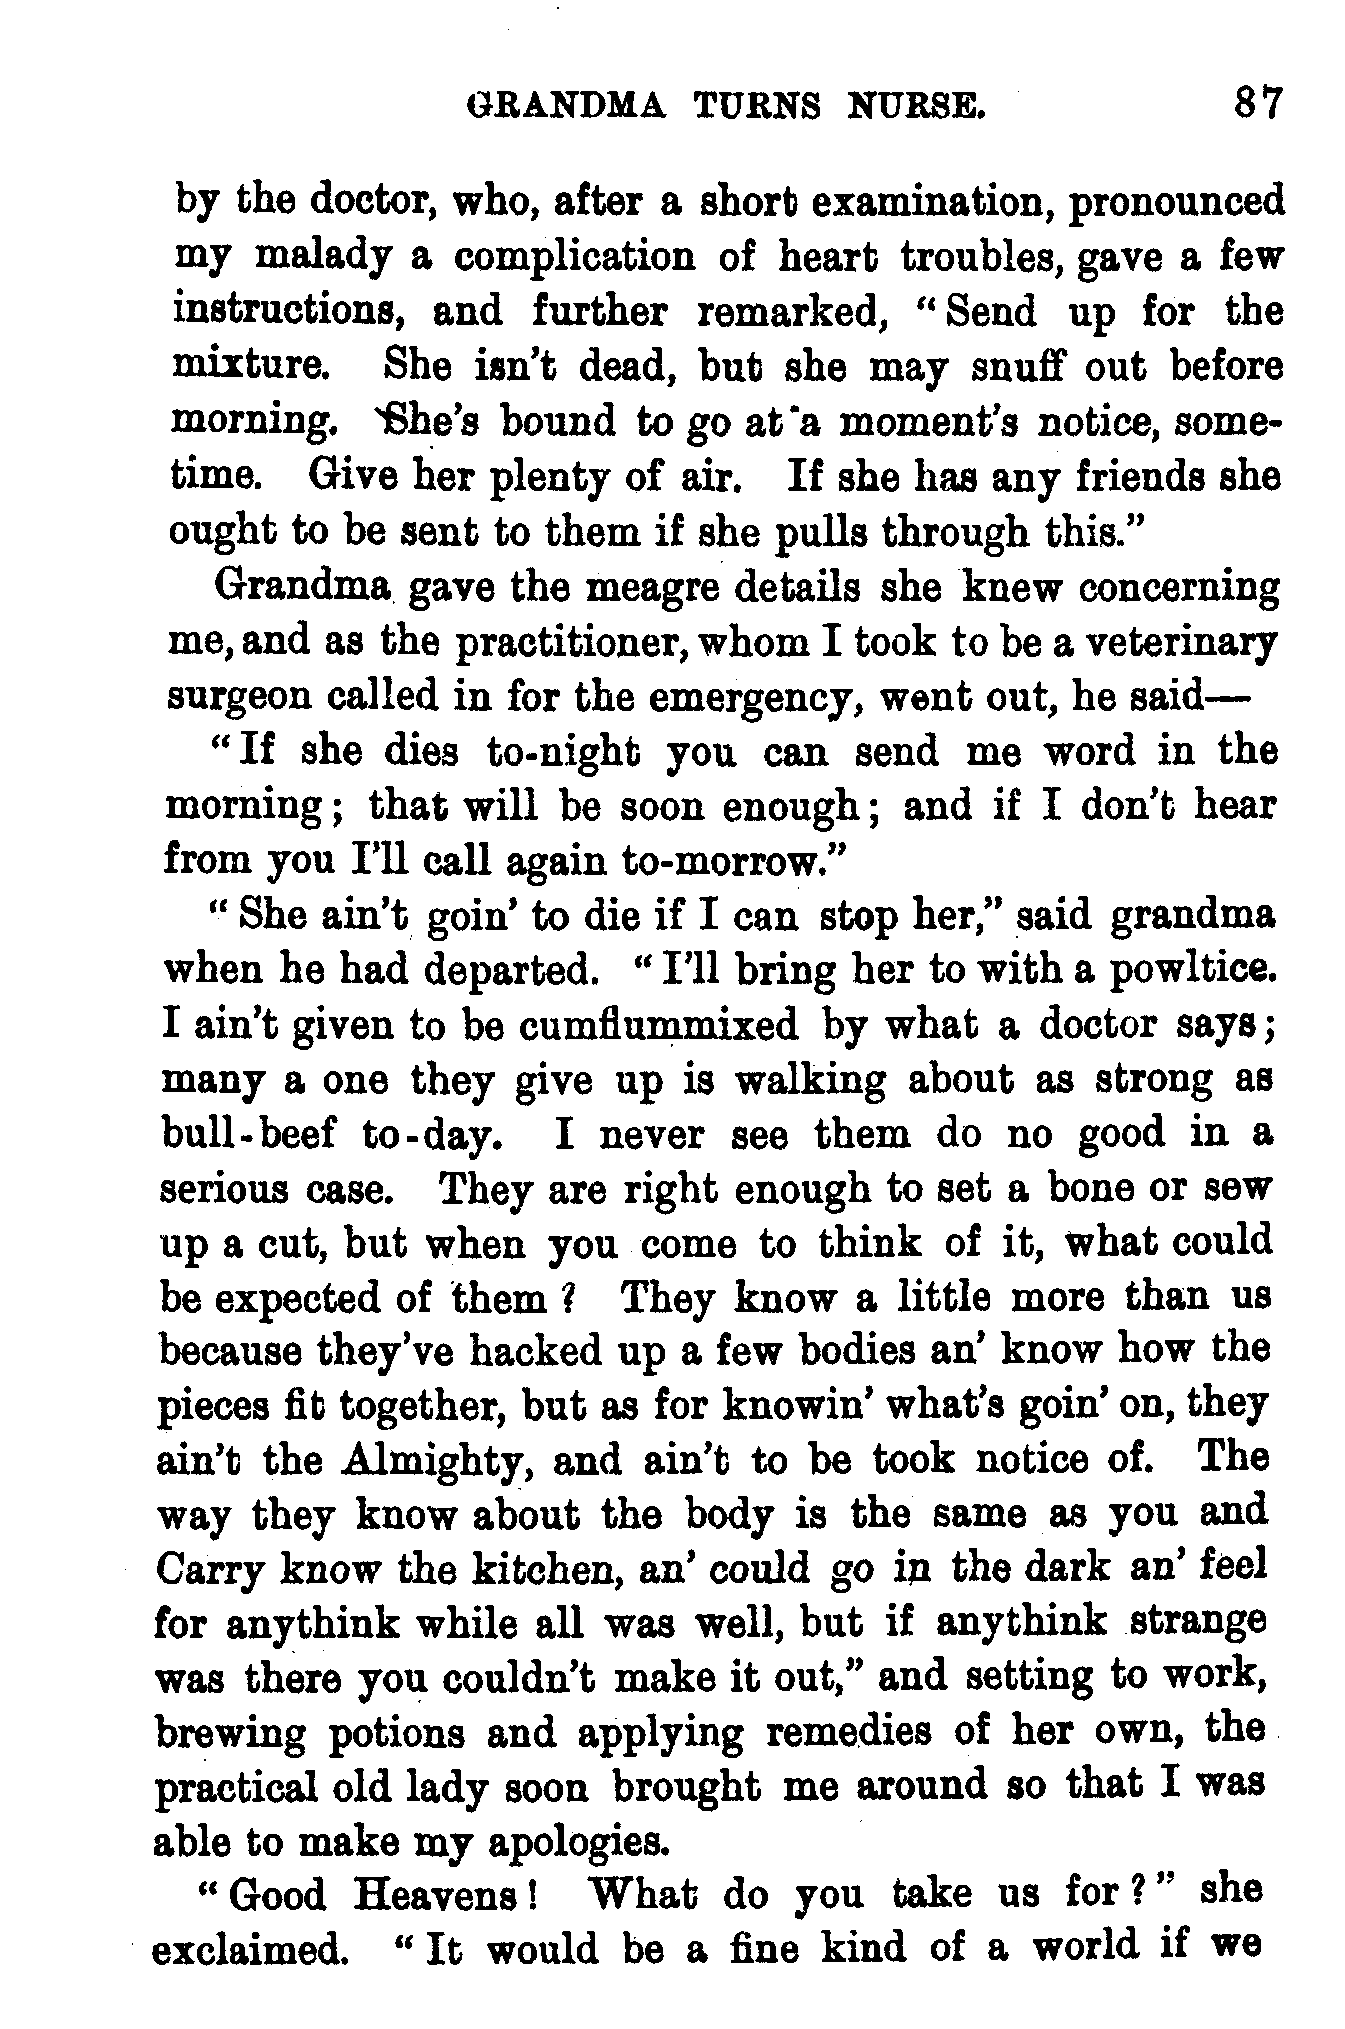 GRANDMA TURNS NURSE. 87
by the doctor, who, after a short examination, pronounced
my malady a complication of heart troubles, gave a few
instructions, and further remarked, “Send up for the
mixture. She isn’t dead, but she may snuff out before
morning. She’s bound to go at a moment’s notice, some-
time. Give her plenty of air. If she has any friends she
ought to be sent to them if she pulls through this.”
Grandma gave the meagre details she knew concerning
me, and as the practitioner, whom I took to be a veterinary
surgeon called in for the emergency, went out, he said—
“If she dies to-night you can send me word in the
morning; that will be soon enough; and if I don’t hear
from you I’ll call again to-morrow.”
“She ain’t goin’ to die if I can stop her,” said grandma
when he had departed. “I’ll bring her to with a powltice.
I ain’t given to be cumflummixed by what a doctor says;
many a one they give up is walking about as strong as
bull-beef to-day. I never see them do no good in a
serious case. They are right enough to set a bone or sew
up a cut, but when you come to think of it, what could
be expected of them? They know a little more than us
because they’ve hacked up a few bodies an’ know how the
pieces fit together, but as for knowin’ what’s goin’ on, they
ain’t the Almighty, and ain’t to be took notice of. The
way they know about the body is the same as you and
Carry know the kitchen, an’ could go in the dark an’ feel
for anythink while all was well, but if anythink strange
was there you couldn’t make it out,” and setting to work,
brewing potions and applying remedies of her own, the
practical old lady soon brought me around so that I was
able to make my apologies.
“Good Heavens! What do you take us for?” she
exclaimed. “It would be a fine kind of a world if we